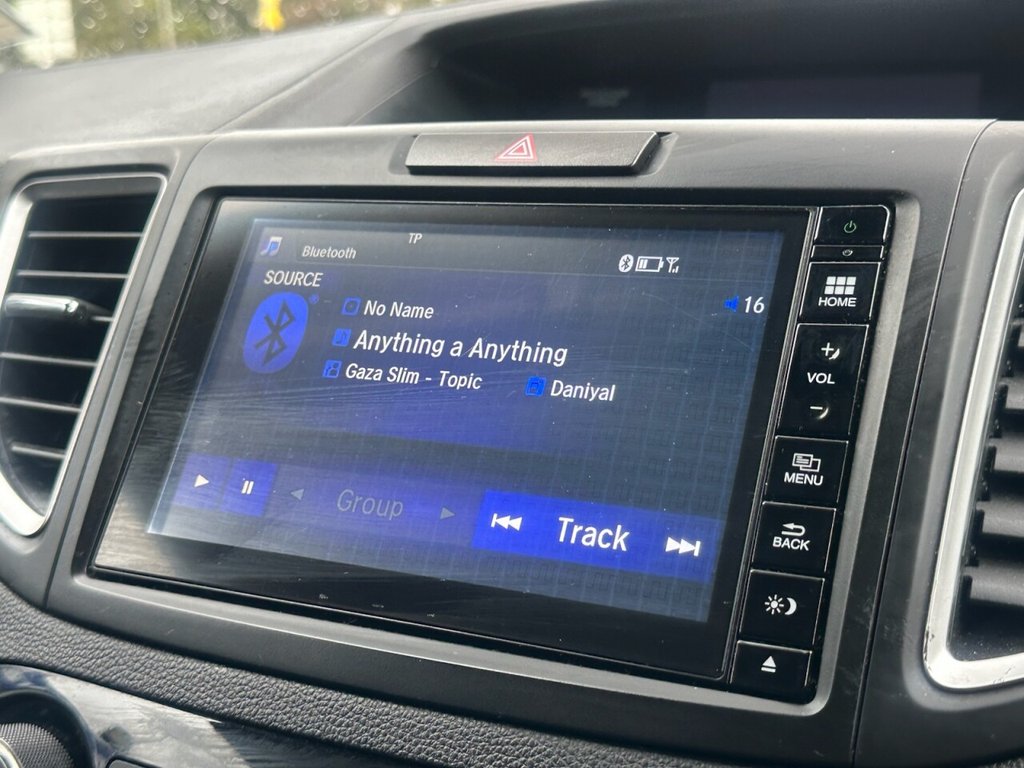 TP
Bluetooth
SOURCE
16
No Name
Anything a Anything
Gaza Slim - Topic
Daniyal
Group
Track
HOME
+
VOL
-
MENU
BACK